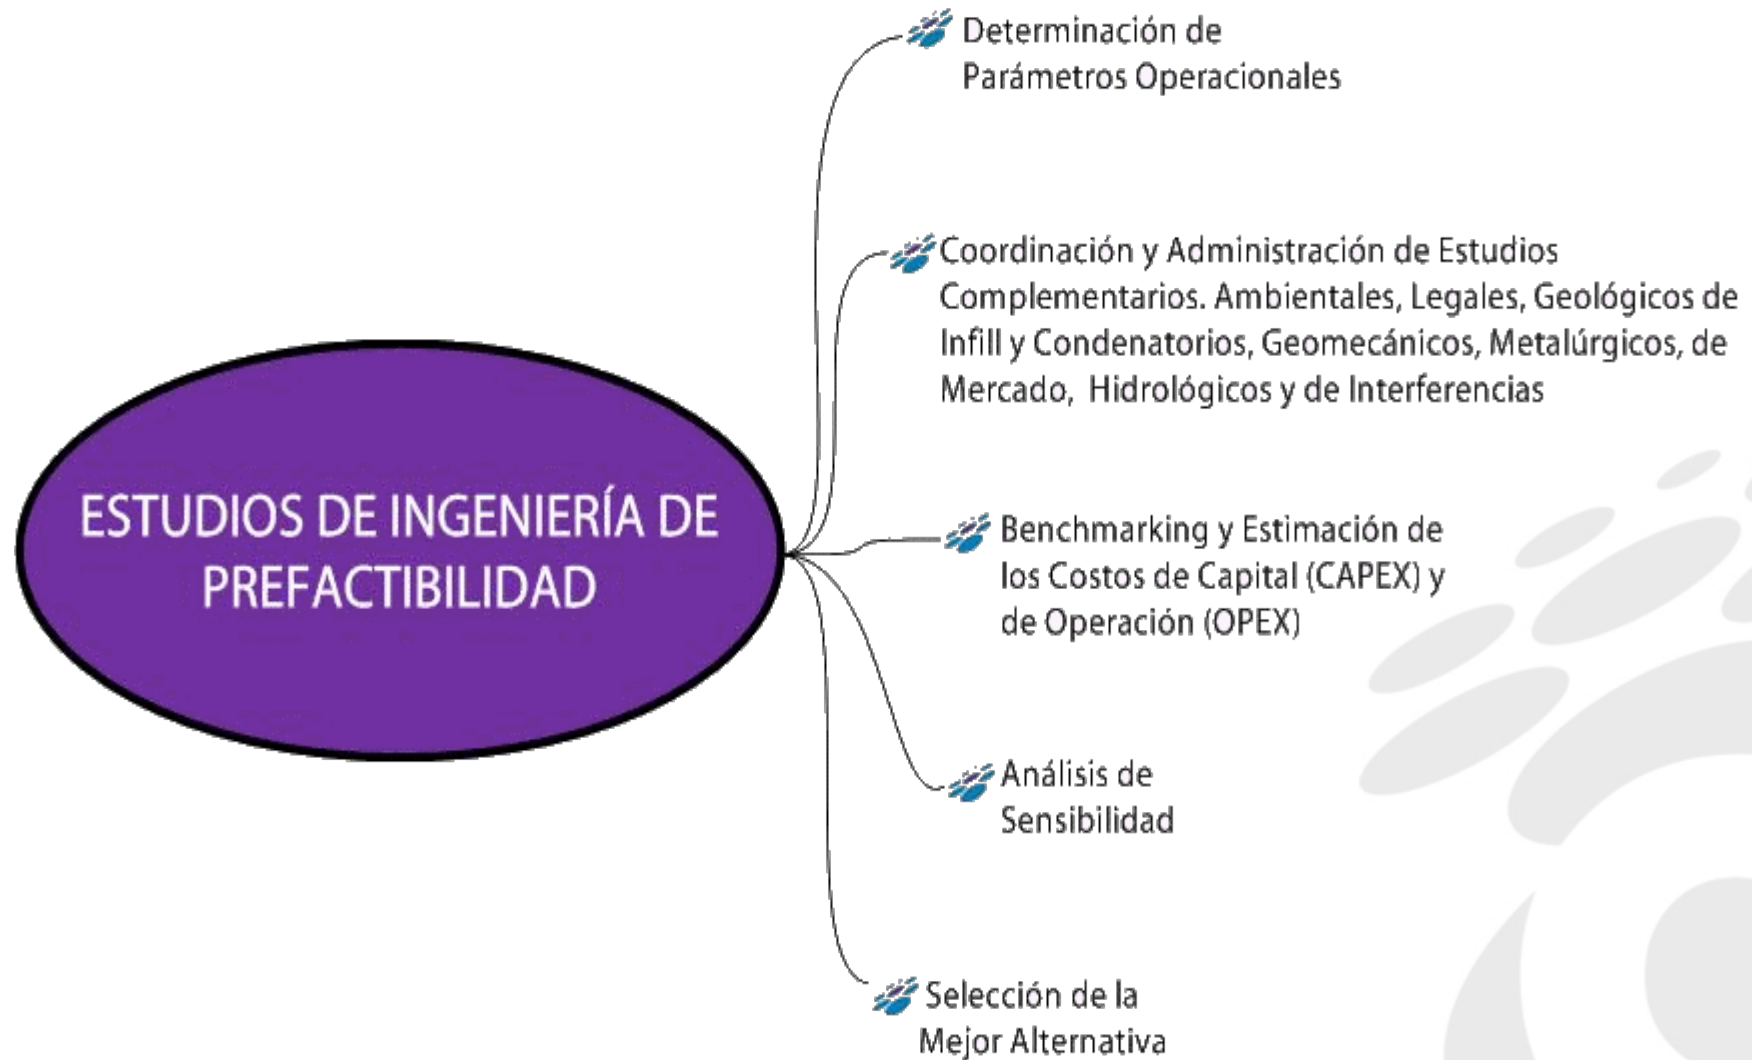 Determinación de
Parámetros Operacionales
Coordinación y Administración de Estudios
Complementarios. Ambientales, Legales, Geológicos de
Infill y Condenatorios, Geomecánicos, Metalúrgicos, de
Mercado, Hidrológicos y de Interferencias
ESTUDIOS DE INGENIERÍA DE
PREFACTIBILIDAD
Benchmarking y Estimación de
los Costos de Capital (CAPEX) y
de Operación (OPEX)
Análisis de
Sensibilidad
Selección de la
Mejor Alternativa